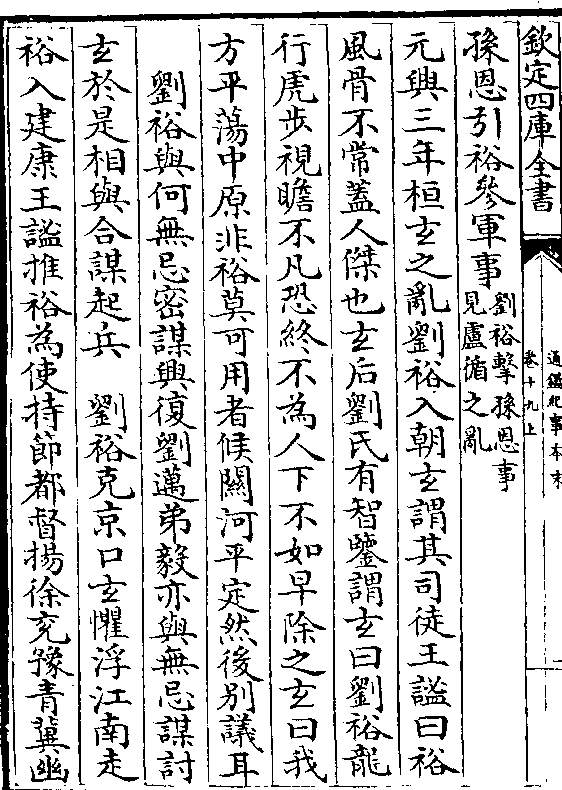 欽定四庫全書
通鑑紀事本末
卷十九上
孫恩引裕參軍事
劉裕擊孫恩事
見盧循之亂
元興三年桓玄之亂劉裕入朝玄謂其司徒王謐曰裕
風骨不常蓋人傑也玄后劉氏有智鑒謂玄曰劉裕龍
行虎步視瞻不凡恐終不為人下不如早除之玄曰我
方平蕩中原非裕莫可用者候關河平定然後別議耳
劉裕與何無忌密謀興復劉邁弟毅亦與無忌謀討
玄於是相與合謀起兵　劉裕克京口玄懼浮江南走
裕入建康王謐推裕為使持節都督揚徐兗豫青冀幽